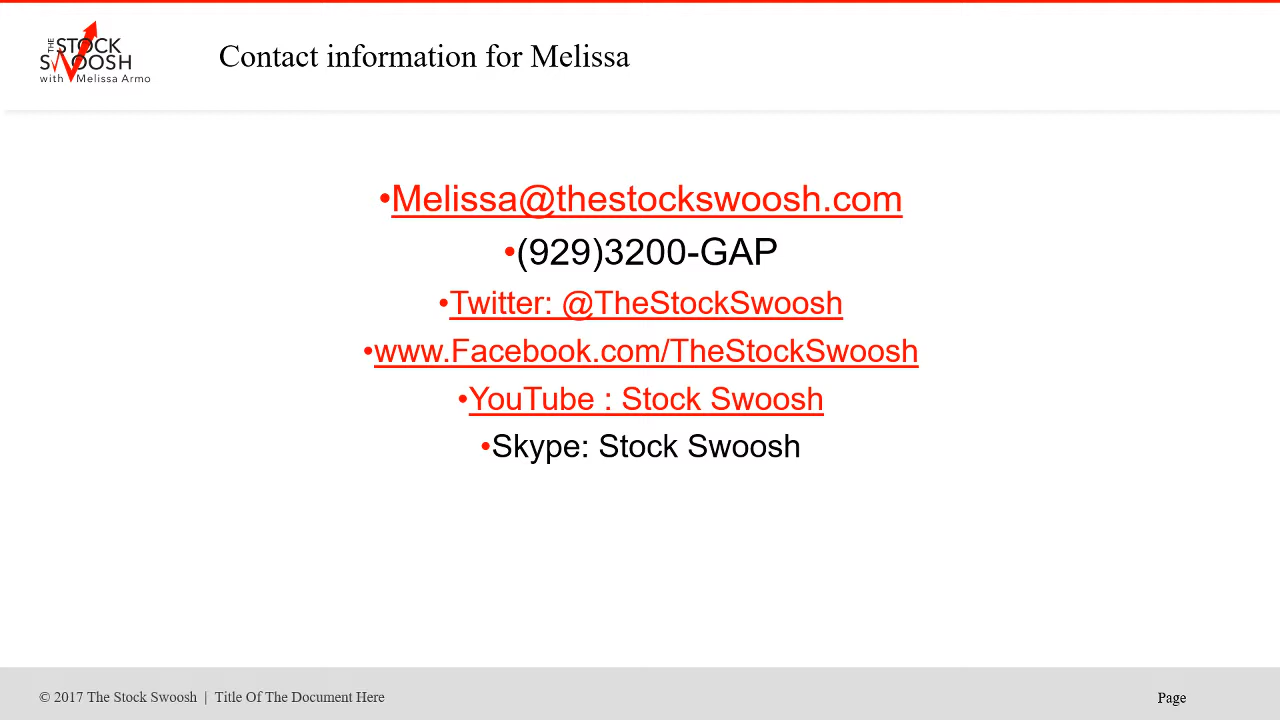 THE STOCK
SWOOSH
with Melissa Armo
Contact information for Melissa
•Melissa@thestockswoosh.com
•(929)3200-GAP
•Twitter: @TheStockSwoosh
•www.Facebook.com/TheStockSwoosh
•YouTube : Stock Swoosh
•Skype: Stock Swoosh
© 2017 The Stock Swoosh | Title Of The Document Here
Page